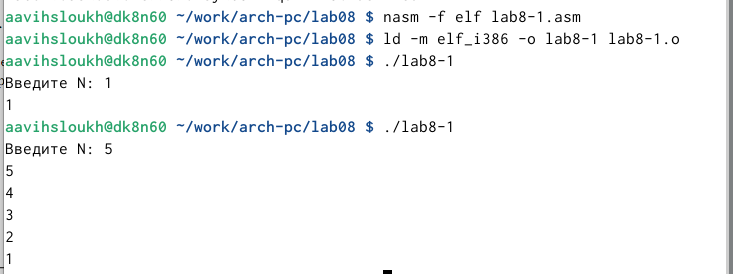 aavihsloukh@dk8n60 ~/work/arch-pc/lab08 $ nasm -f elf lab8-1.asm
aavihsloukh@dk8n60 ~/work/arch-pc/lab08 $ ld -m elf_i386 -o lab8-1 lab8-1.o
aavihsloukh@dk8n60 ~/work/arch-pc/lab08 $ ./lab8-1
Введите N: 1
1
aavihsloukh@dk8n60 ~/work/arch-pc/lab08 $ ./lab8-1
Введите N: 5
5
4
3
2
1